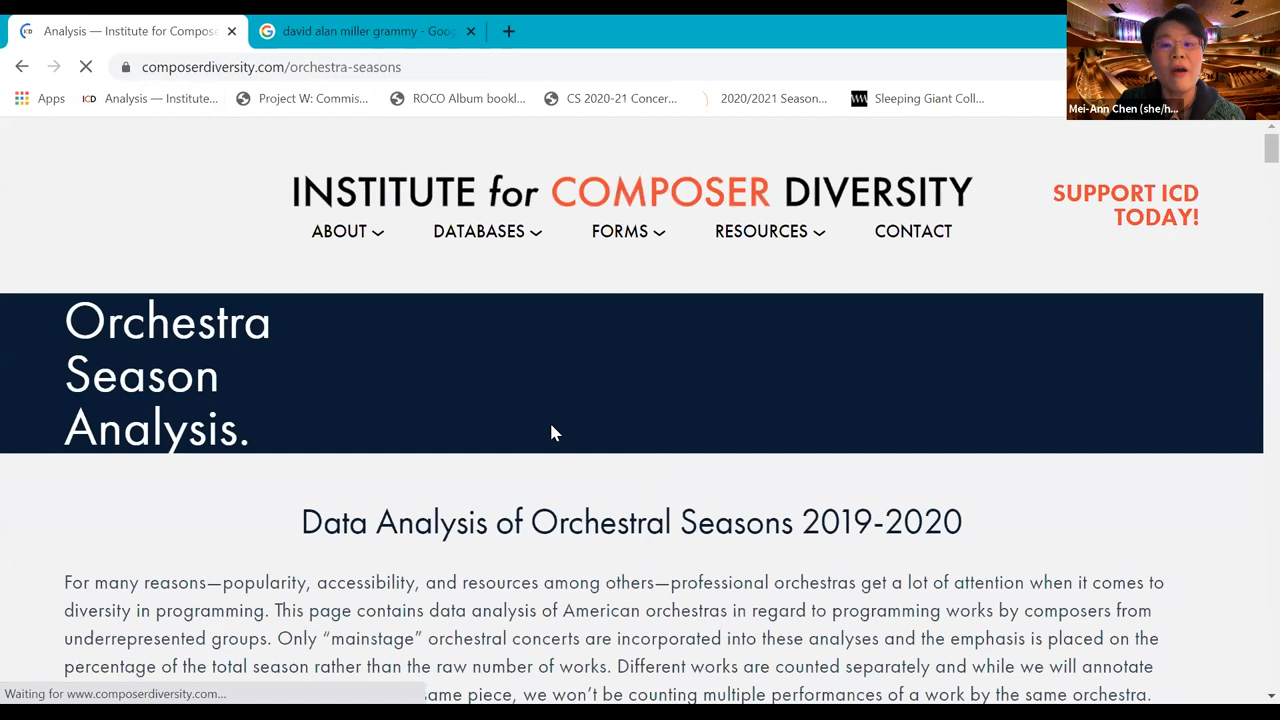 Analysis — Institute for Compose
david alan miller grammy - Goo
composerdiversity.com/orchestra-seasons
Apps
ICD Analysis — Institute...
Project W: Commis...
ROCO Album bookl...
CS 2020-21 Concer...
2020/2021 Season...
Sleeping Giant Coll...
Mei-Ann Chen (she/h...
INSTITUTE for COMPOSER DIVERSITY
SUPPORT ICD
TODAY!
ABOUT
DATABASES
FORMS
RESOURCES
CONTACT
Orchestra
Season
Analysis.
Data Analysis of Orchestral Seasons 2019-2020
For many reasons—popularity, accessibility, and resources among others—professional orchestras get a lot of attention when it comes to
diversity in programming. This page contains data analysis of American orchestras in regard to programming works by composers from
underrepresented groups. Only “mainstage” orchestral concerts are incorporated into these analyses and the emphasis is placed on the
percentage of the total season rather than the raw number of works. Different works are counted separately and while we will annotate
same piece, we won’t be counting multiple performances of a work by the same orchestra.
Waiting for www.composerdiversity.com...